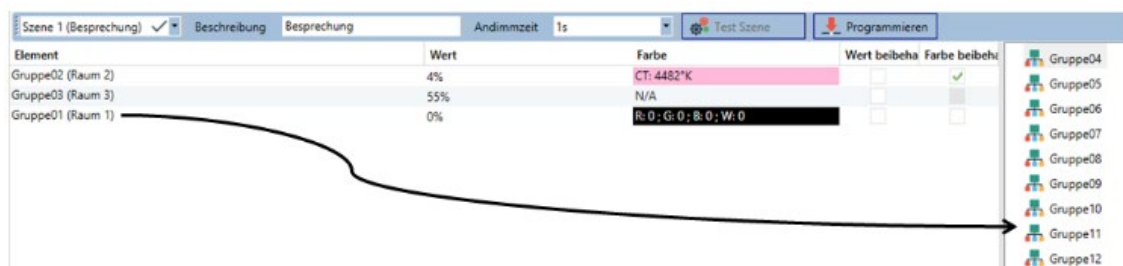 Szene 1 (Besprechung) Beschreibung Besprechung Andimmzeit 1s Test Szene Programmieren
Element Wert Farbe Wert beibeha Farbe beibeha
Gruppe02 (Raum 2) 4% CT: 4482°K
Gruppe03 (Raum 3) 55% N/A
Gruppe01 (Raum 1) 0% R: 0 ; G: 0 ; B: 0 ; W: 0
Gruppe04
Gruppe05
Gruppe06
Gruppe07
Gruppe08
Gruppe09
Gruppe10
Gruppe11
Gruppe12